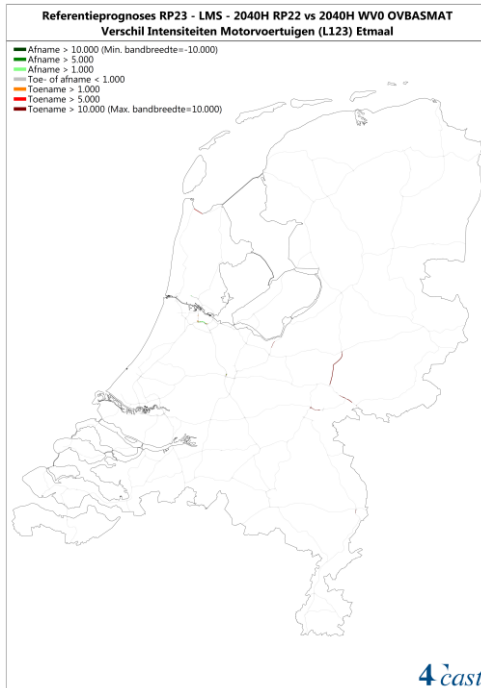 Referentieprognoses RP23 - LMS - 2040H RP22 vs 2040H WV0 OVBASMAT
Verschil Intensiteiten Motorvoertuigen (L123) Etmaal
Afname > 10.000 (Min. bandbreedte=-10.000)
Afname > 5.000
Afname > 1.000
Toe- of afname < 1.000
Toename > 1.000
Toename > 5.000
Toename > 10.000 (Max. bandbreedte=10.000)
4cast